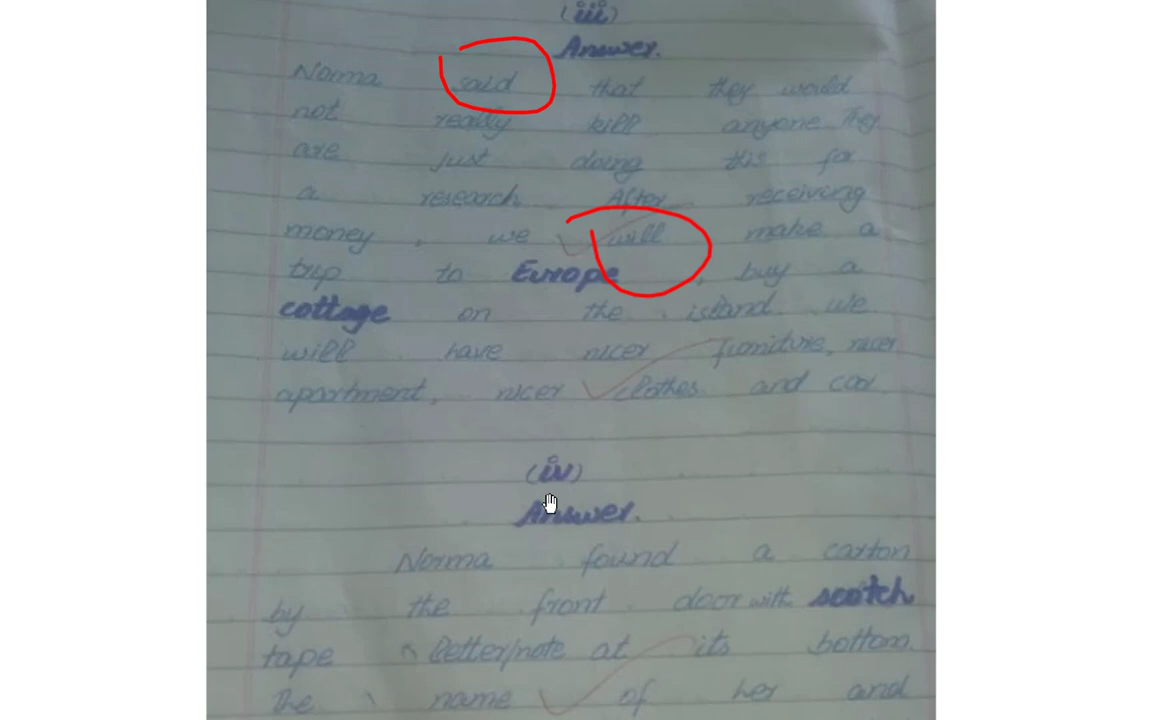 (iii)
Answer.
Norma said that they would
not really kill anyone They
are just doing this for
a research. After receiving
money, we will make a
trip to Europe, buy a
cottage on the island. we
will have nicer furniture, nicer
apartment, nicer clothes and car.
(iv)
Answer.
Norma found a carton
by the front door with scotch
tape letter/note at its bottom.
The name of her and